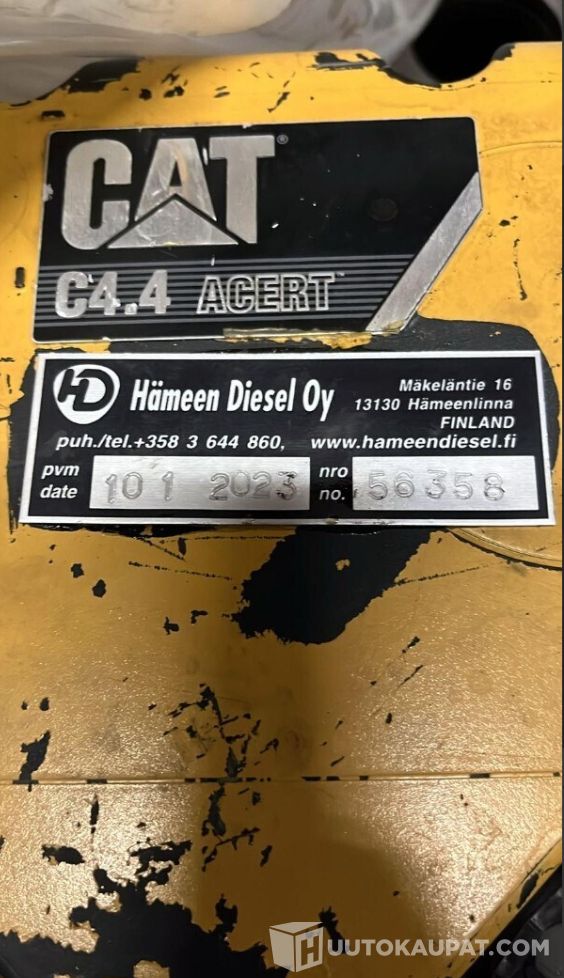 CAT®
C4.4 ACERT™
HD Hämeen Diesel Oy
Mäkeläntie 16
13130 Hämeenlinna
FINLAND
puh./tel.+358 3 644 860, www.hameendiesel.fi
pvm
date 10 1 2023
nro
no. 56358
HUUTOKAUPAT.COM